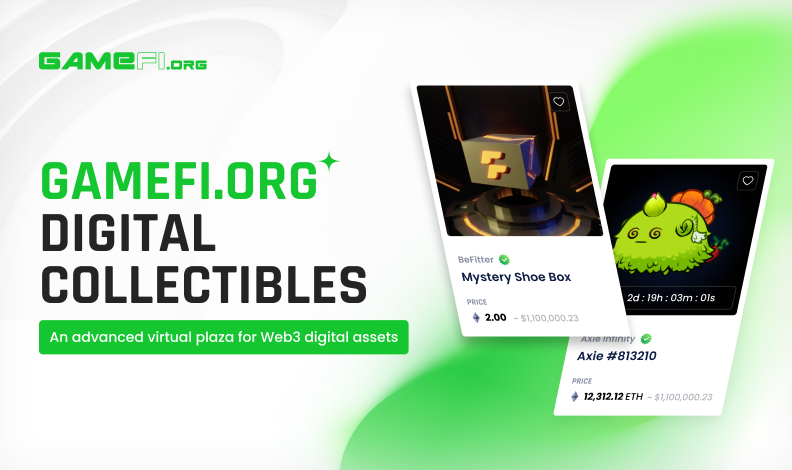 GAMEFI.ORG
GAMEFI.ORG
DIGITAL
COLLECTIBLES
An advanced virtual plaza for Web3 digital assets
BeFitter
Mystery Shoe Box
PRICE
2.00 ~ $1,100,000.23
2d : 19h : 03m : 01s
Axie Infinity
Axie #813210
PRICE
12,312.12 ETH ~ $1,100,000.23